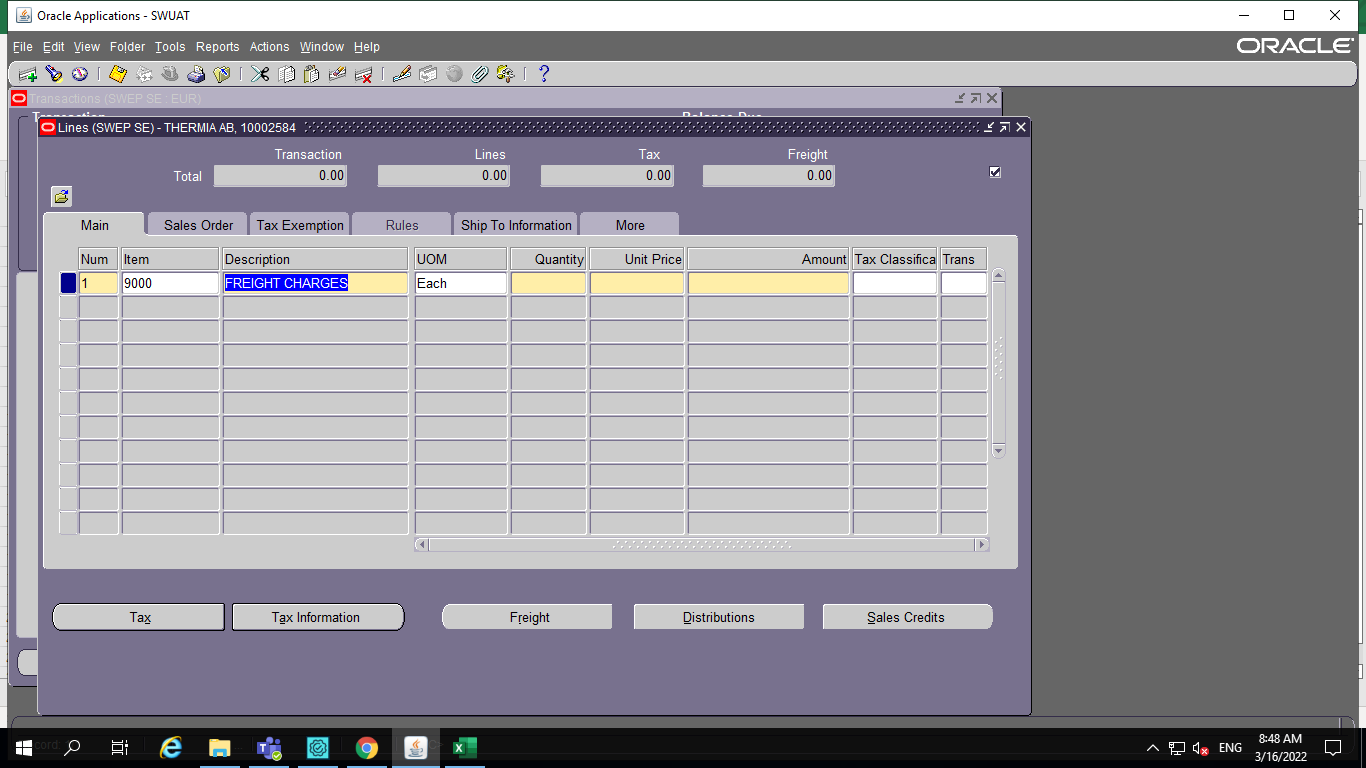 Oracle Applications - SWUAT
File Edit View Folder Tools Reports Actions Window Help
ORACLE
Transactions (SWEP SE : EUR)
Transaction Balance Due
Lines (SWEP SE) - THERMIA AB, 10002584
Transaction Lines Tax Freight
Total 0.00 0.00 0.00 0.00
Main Sales Order Tax Exemption Rules Ship To Information More
Num Item Description UOM Quantity Unit Price Amount Tax Classifica Trans
1 9000 FREIGHT CHARGES Each
Tax Tax Information Freight Distributions Sales Credits
ENG
8:48 AM
3/16/2022